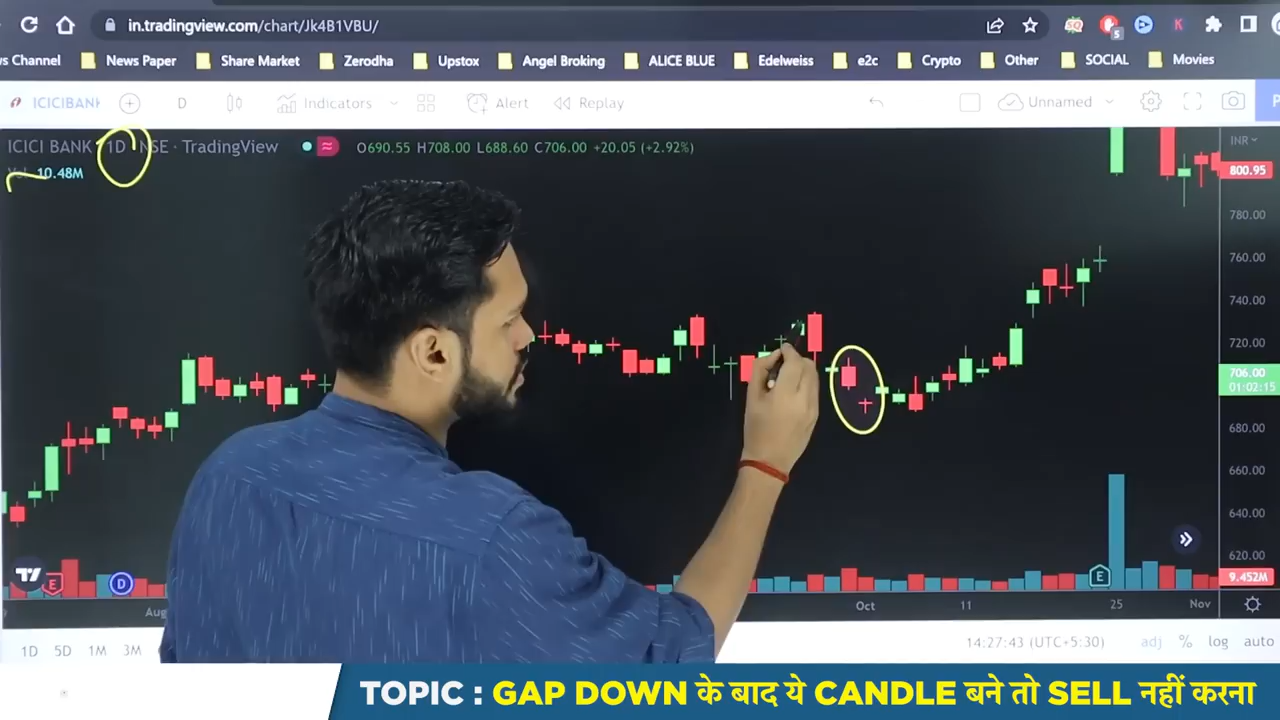 in.tradingview.com/chart/Jk4B1VBU/
5
vs Channel News Paper Share Market Zerodha Upstox Angel Broking ALICE BLUE Edelweiss e2c Crypto Other SOCIAL Movies
ICICIBANK D Indicators Alert Replay Unnamed P
ICICI BANK 1D NSE · TradingView O690.55 H708.00 L688.60 C706.00 +20.05 (+2.92%) INR
10.48M
800.95
780.00
760.00
740.00
720.00
706.00
01:02:15
680.00
660.00
640.00
620.00
E D E 9.452M
Aug Oct 11 25 Nov
14:27:43 (UTC+5:30) adj % log auto
1D 5D 1M 3M
TOPIC : GAP DOWN के बाद ये CANDLE बने तो SELL नहीं करना